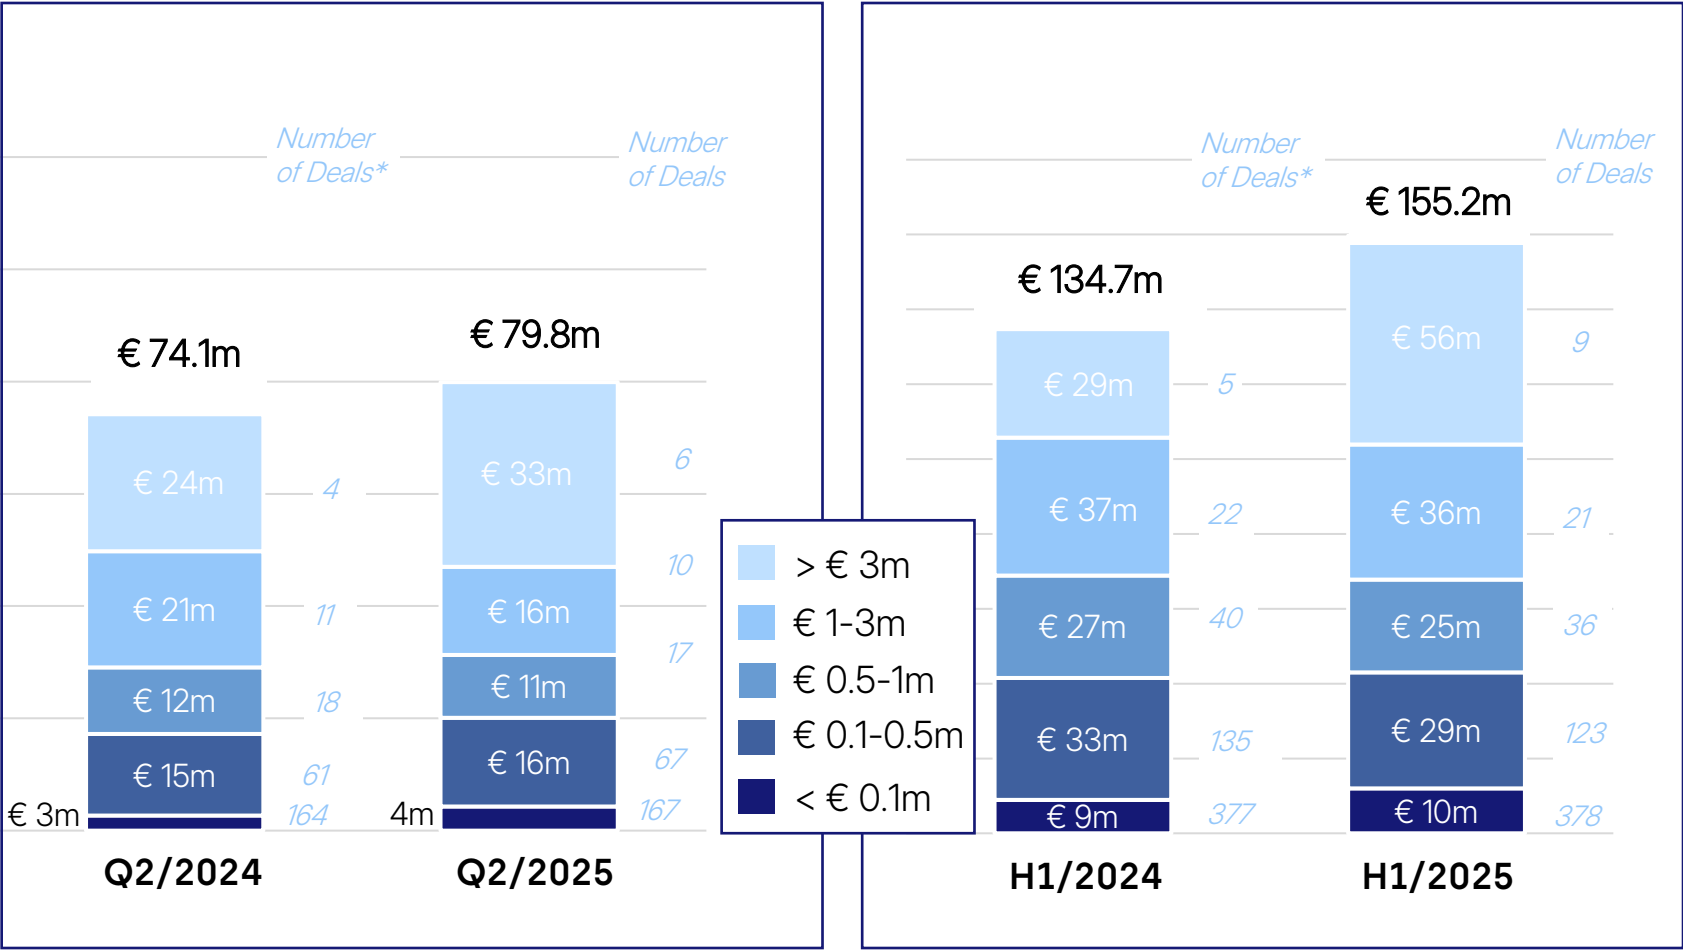 Number
of Deals*
Number
of Deals
€ 74.1m
€ 79.8m
€ 24m
4
€ 33m
6
€ 21m
11
€ 16m
10
€ 12m
18
€ 11m
17
€ 15m
61
€ 16m
67
€ 3m
164
4m
167
Q2/2024
Q2/2025
> € 3m
€ 1-3m
€ 0.5-1m
€ 0.1-0.5m
< € 0.1m
Number
of Deals*
Number
of Deals
€ 134.7m
€ 155.2m
€ 29m
5
€ 56m
9
€ 37m
22
€ 36m
21
€ 27m
40
€ 25m
36
€ 33m
135
€ 29m
123
€ 9m
377
€ 10m
378
H1/2024
H1/2025